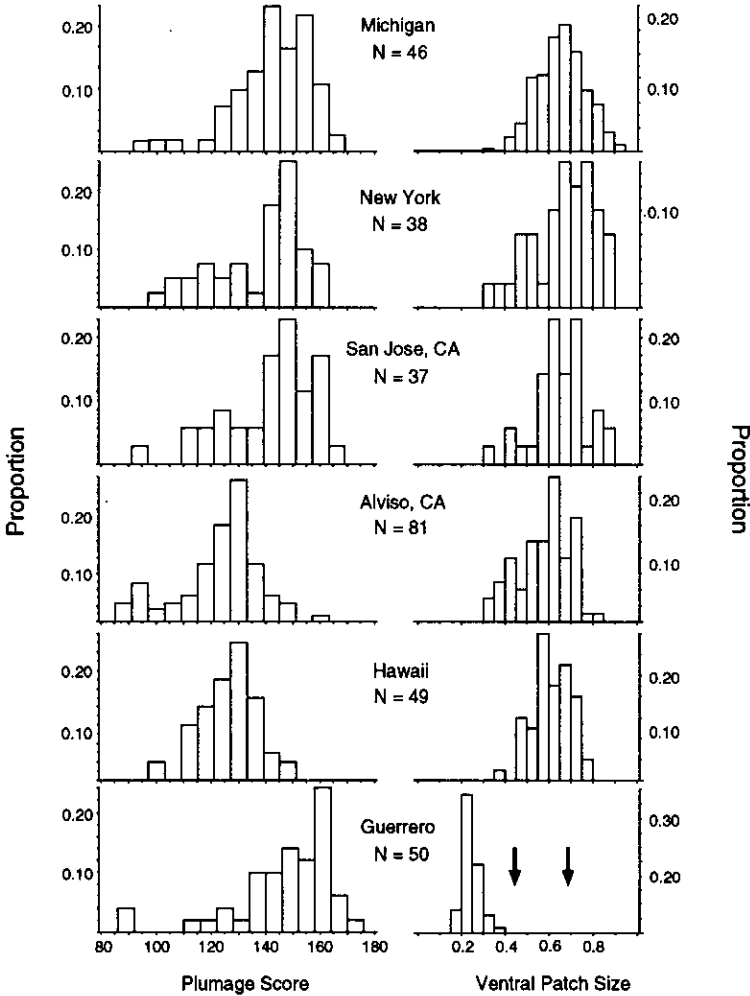 0.20
0.10
Michigan
N = 46
0.20
0.10
0.20
0.10
New York
N = 38
0.10
0.20
0.10
San Jose, CA
N = 37
0.20
0.10
Proportion
Proportion
0.20
0.10
Alviso, CA
N = 81
0.20
0.10
0.20
0.10
Hawaii
N = 49
0.20
0.10
0.20
0.10
Guerrero
N = 50
0.30
0.20
80 100 120 140 160 180
0.2 0.4 0.6 0.8
Plumage Score
Ventral Patch Size